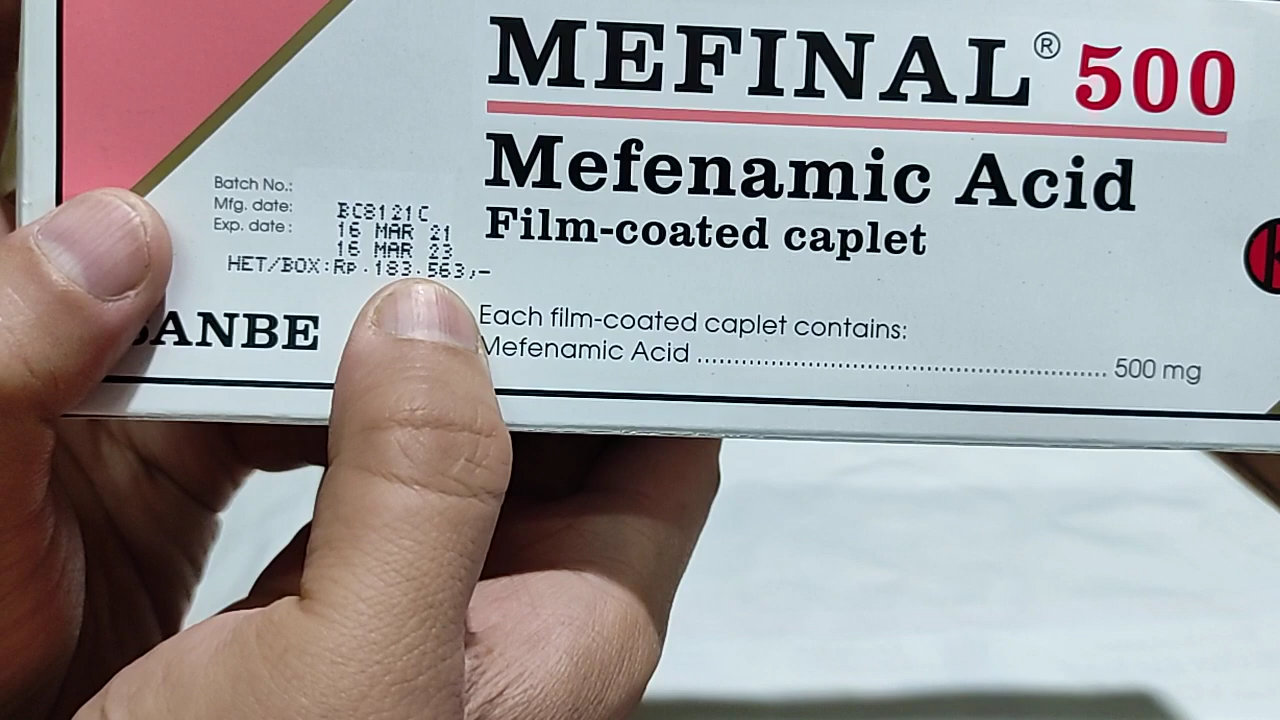 MEFINAL® 500
Mefenamic Acid
Film-coated caplet
Batch No.: BC8121C
Mfg. date: 16 MAR 21
Exp. date: 16 MAR 23
HET/BOX:Rp.183.563,-
Each film-coated caplet contains:
Mefenamic Acid .......................................................... 500 mg